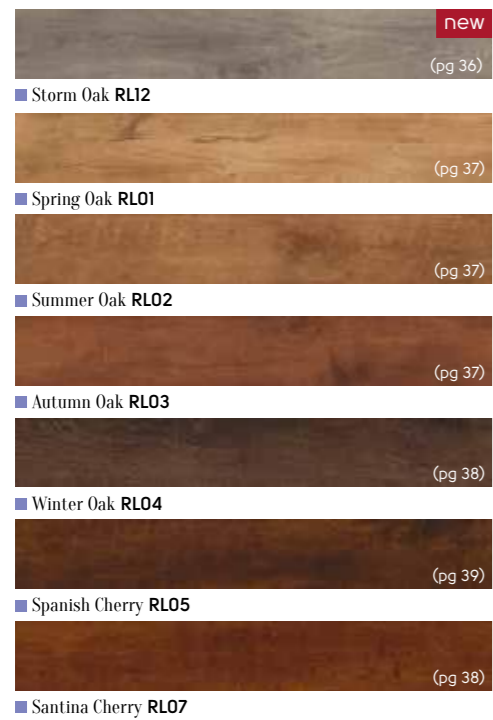 new
(pg 36)
Storm Oak RL12
(pg 37)
Spring Oak RL01
(pg 37)
Summer Oak RL02
(pg 37)
Autumn Oak RL03
(pg 38)
Winter Oak RL04
(pg 39)
Spanish Cherry RL05
(pg 38)
Santina Cherry RL07